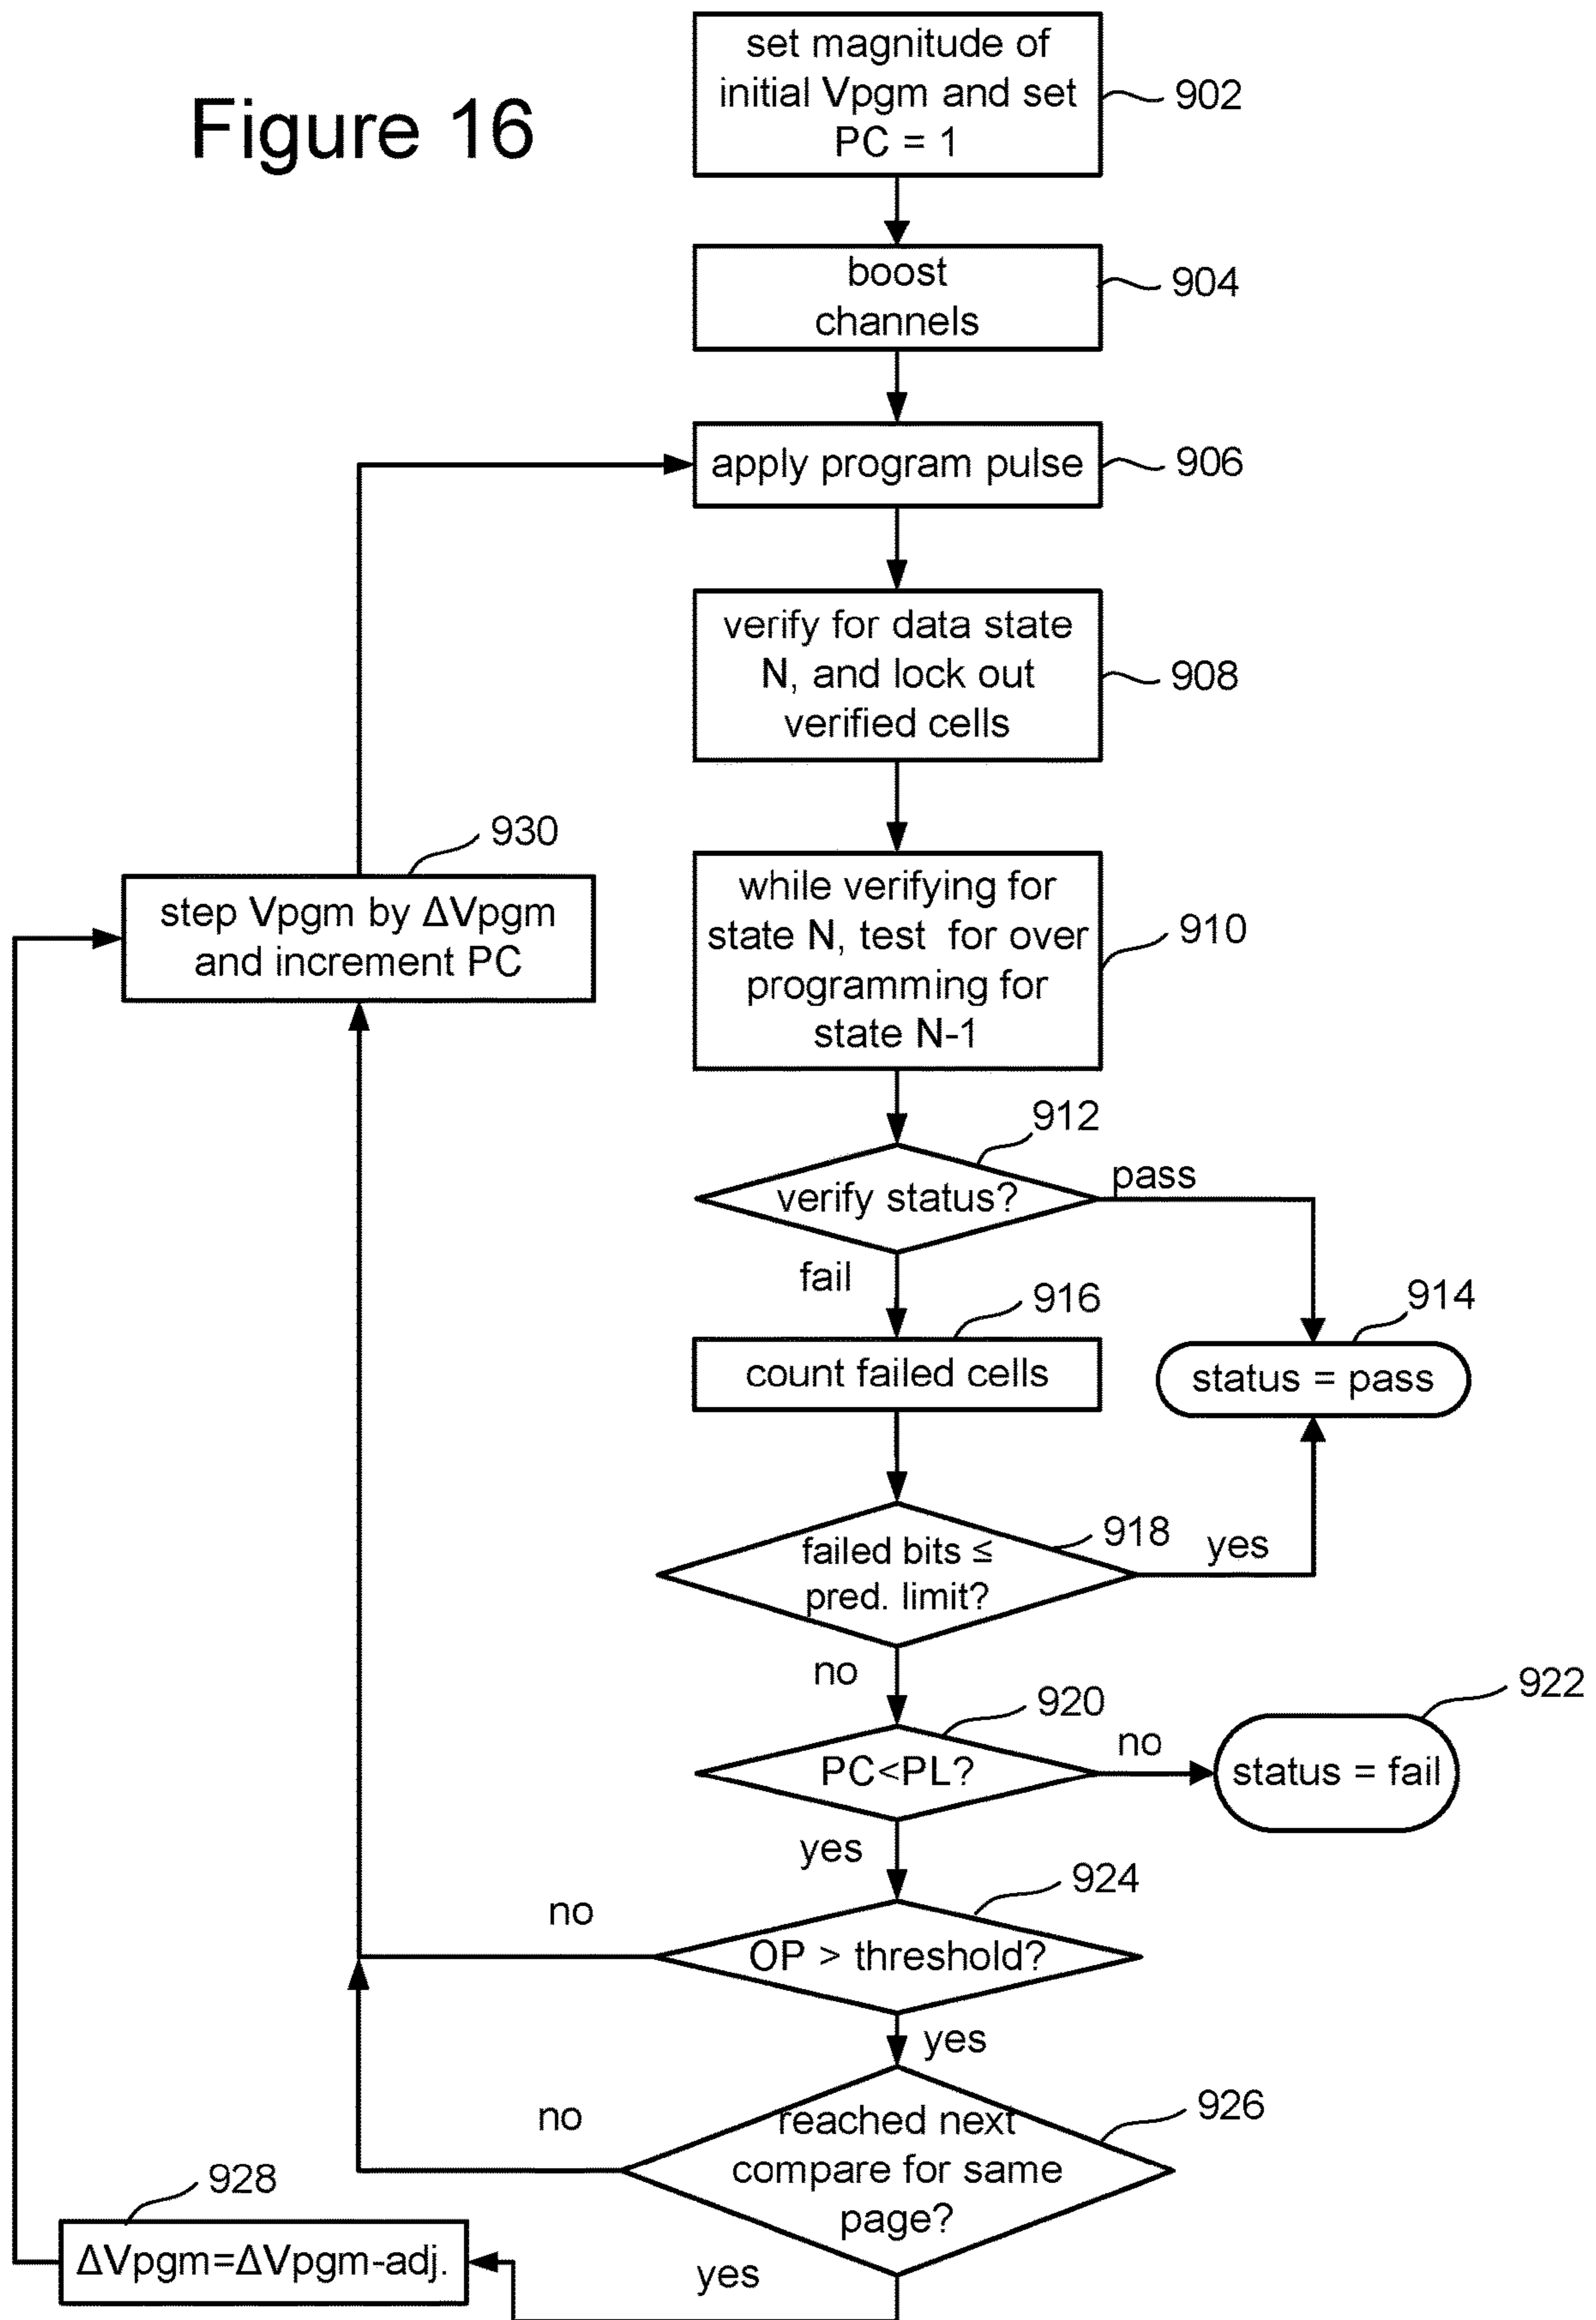 Figure 16
set magnitude of
initial Vpgm and set
PC = 1
902
boost
channels
904
apply program pulse
906
verify for data state
N, and lock out
verified cells
908
930
step Vpgm by ΔVpgm
and increment PC
while verifying for
state N, test for over
programming for
state N-1
910
912
verify status?
pass
fail
916
count failed cells
914
status = pass
918
failed bits ≤
pred. limit?
yes
no
920
PC<PL?
no
922
status = fail
yes
924
no
OP > threshold?
yes
926
no
reached next
compare for same
page?
928
ΔVpgm=ΔVpgm-adj.
yes